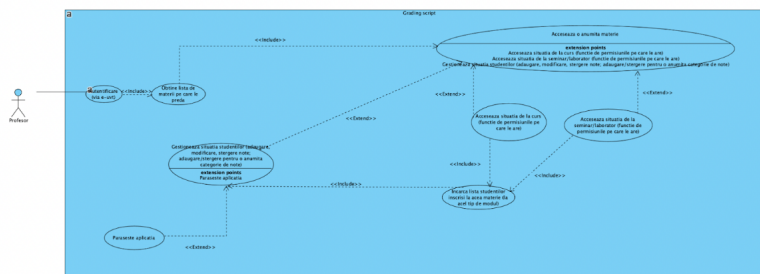 Grading script
a
Acceseaza o anumita materie
extension points
Acceseaza situatia de la curs (functie de permisiunile pe care le are)
Acceseaza situatia de la seminar/laborator (functie de permisiunile pe care le are)
Gestioneaza situatia studentilor (adaugare, modificare, stergere note; adaugare/stergere pentru o anumita categorie de note)
<<Include>>
Autentificare
(via e-uvt)
<<Include>>
Obtine lista de
materii pe care le
preda
Profesor
<<Extend>>
<<Extend>>
<<Extend>>
Acceseaza situatia de la curs
(functie de permisiunile pe
care le are)
Acceseaza situatia de la
seminar/laborator (functie de
permisiunile pe care le are)
Gestioneaza situatia studentilor (adaugare,
modificare, stergere note;
adaugare/stergere pentru o anumita
categorie de note)
extension points
Paraseste aplicatia
<<Include>>
<<Include>>
<<Include>>
Incarca lista studentilor
inscrisi la acea materie (la
acel tip de modul)
Paraseste aplicatia
<<Extend>>